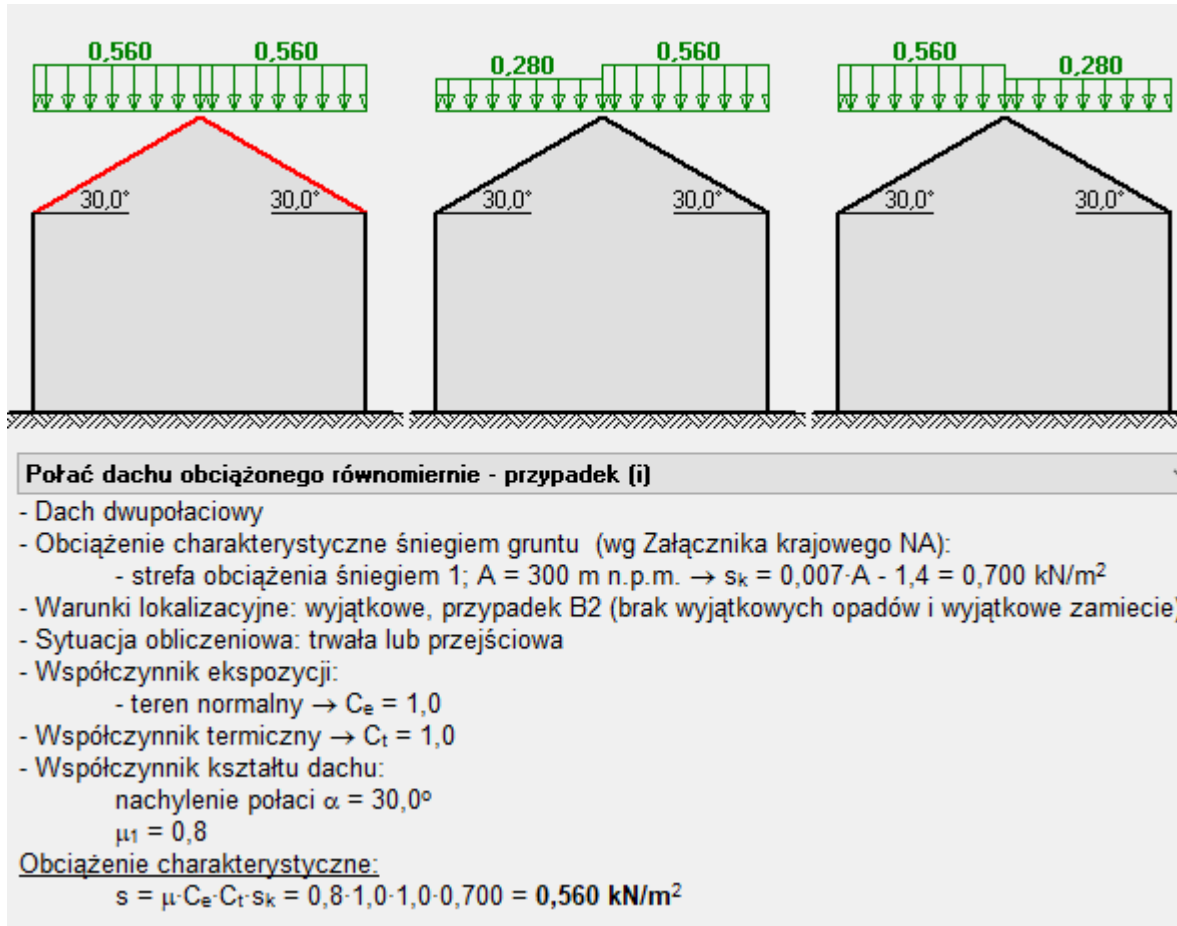 0,560 0,560
0,280 0,560
0,560 0,280
30,0° 30,0°
30,0° 30,0°
30,0° 30,0°
Połać dachu obciążonego równomiernie - przypadek (i)
- Dach dwupołaciowy
- Obciążenie charakterystyczne śniegiem gruntu (wg Załącznika krajowego NA):
- strefa obciążenia śniegiem 1; A = 300 m n.p.m. → sₖ = 0,007·A - 1,4 = 0,700 kN/m²
- Warunki lokalizacyjne: wyjątkowe, przypadek B2 (brak wyjątkowych opadów i wyjątkowe zamiecie)
- Sytuacja obliczeniowa: trwała lub przejściowa
- Współczynnik ekspozycji:
- teren normalny → Cₑ = 1,0
- Współczynnik termiczny → Cₜ = 1,0
- Współczynnik kształtu dachu:
nachylenie połaci α = 30,0º
μ₁ = 0,8
Obciążenie charakterystyczne:
s = μ·Cₑ·Cₜ·sₖ = 0,8·1,0·1,0·0,700 = 0,560 kN/m²